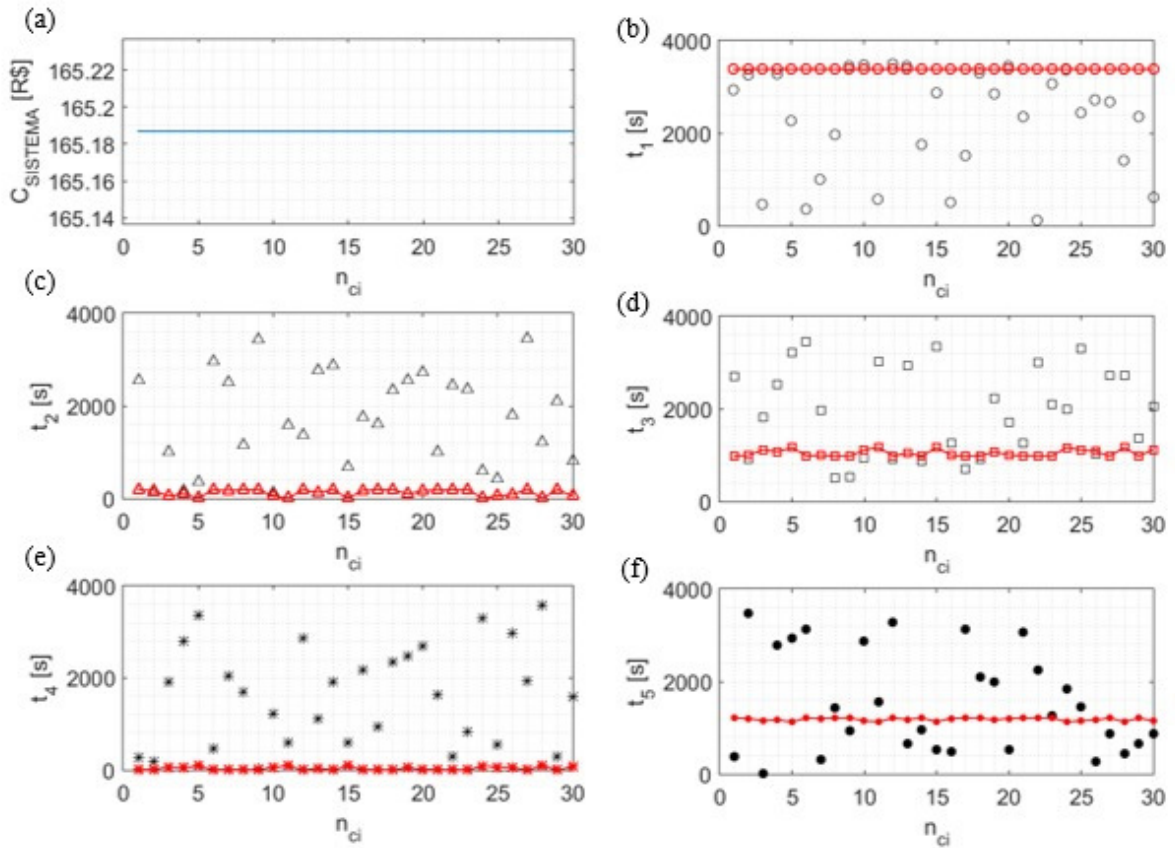 (a)
C_SISTEMA [R$]
165.22
165.2
165.18
165.16
165.14
0 5 10 15 20 25 30
n_ci
(b)
t_1 [s]
4000
2000
0
0 5 10 15 20 25 30
n_ci
(c)
t_2 [s]
4000
2000
0
0 5 10 15 20 25 30
n_ci
(d)
t_3 [s]
4000
2000
0
0 5 10 15 20 25 30
n_ci
(e)
t_4 [s]
4000
2000
0
0 5 10 15 20 25 30
n_ci
(f)
t_5 [s]
4000
2000
0
0 5 10 15 20 25 30
n_ci